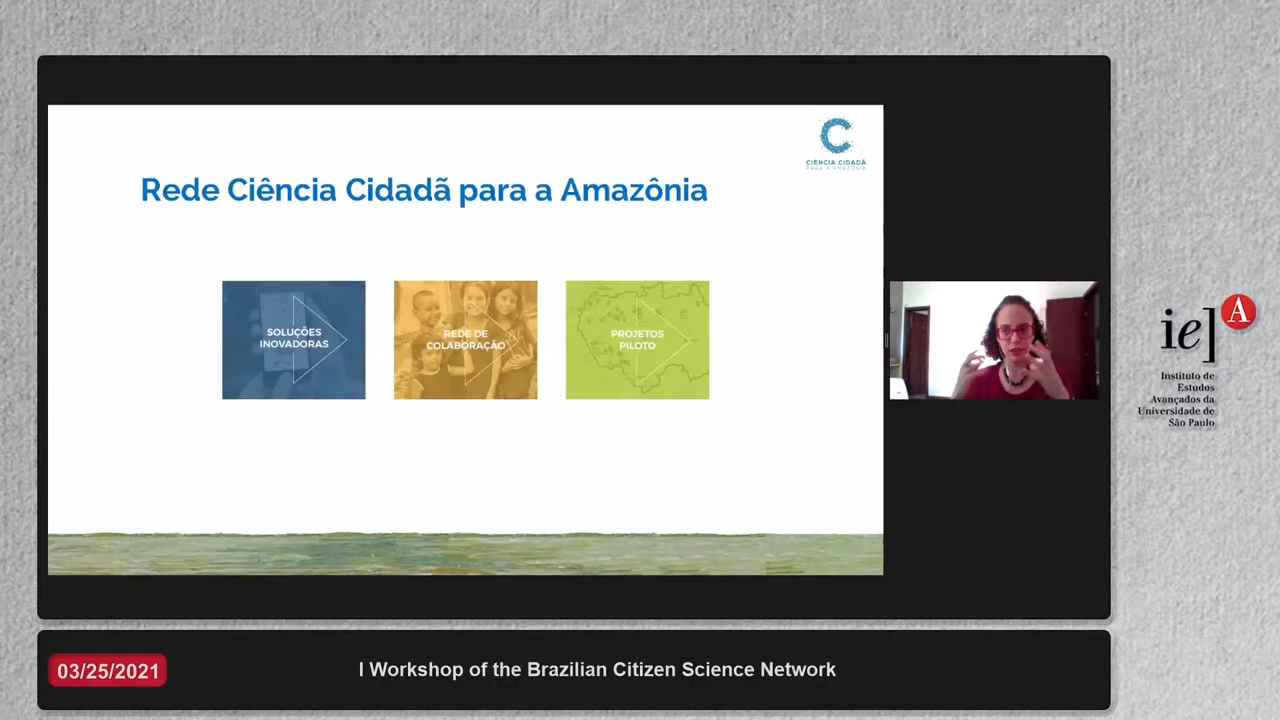 CIÊNCIA CIDADÃ
PARA A AMAZÔNIA
Rede Ciência Cidadã para a Amazônia
SOLUÇÕES
INOVADORAS
REDE DE
COLABORAÇÃO
PROJETOS
PILOTO
ie] A
Instituto de
Estudos
Avançados da
Universidade de
São Paulo
03/25/2021
I Workshop of the Brazilian Citizen Science Network